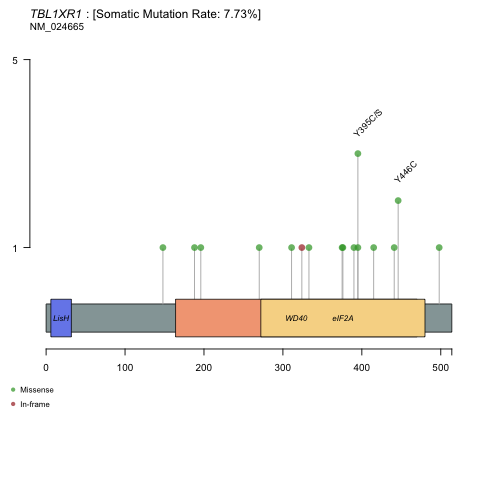 TBL1XR1 : [Somatic Mutation Rate: 7.73%]
NM_024665
5
Y395C/S
Y446C
1
LisH WD40 eIF2A
0 100 200 300 400 500
Missense
In-frame